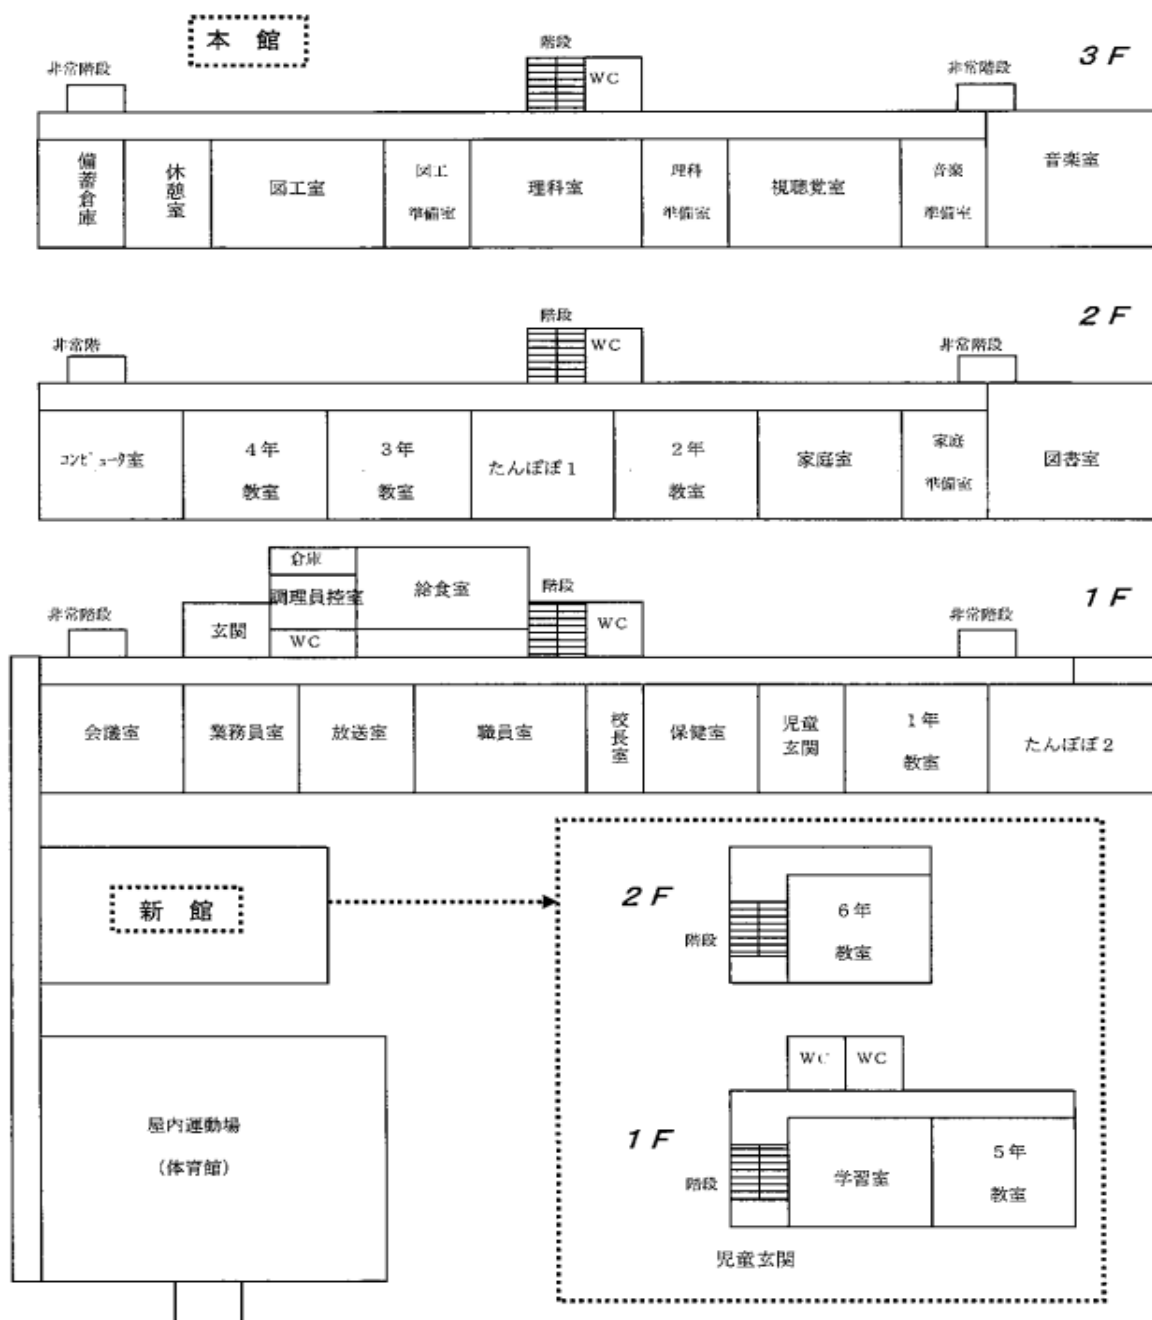 本 館
3F
階段
WC
非常階段
非常階段
備蓄倉庫
休憩室
図工室
図工
準備室
理科室
理科
準備室
視聴覚室
音楽
準備室
音楽室
2F
階段
WC
非常階
非常階段
コンピュータ室
4年
教室
3年
教室
たんぽぽ1
2年
教室
家庭室
家庭
準備室
図書室
1F
倉庫
調理員控室
給食室
階段
WC
非常階段
玄関
WC
非常階段
会議室
業務員室
放送室
職員室
校長室
保健室
児童
玄関
1年
教室
たんぽぽ2
新 館
2F
階段
6年
教室
屋内運動場
(体育館)
WC
WC
1F
階段
学習室
5年
教室
児童玄関